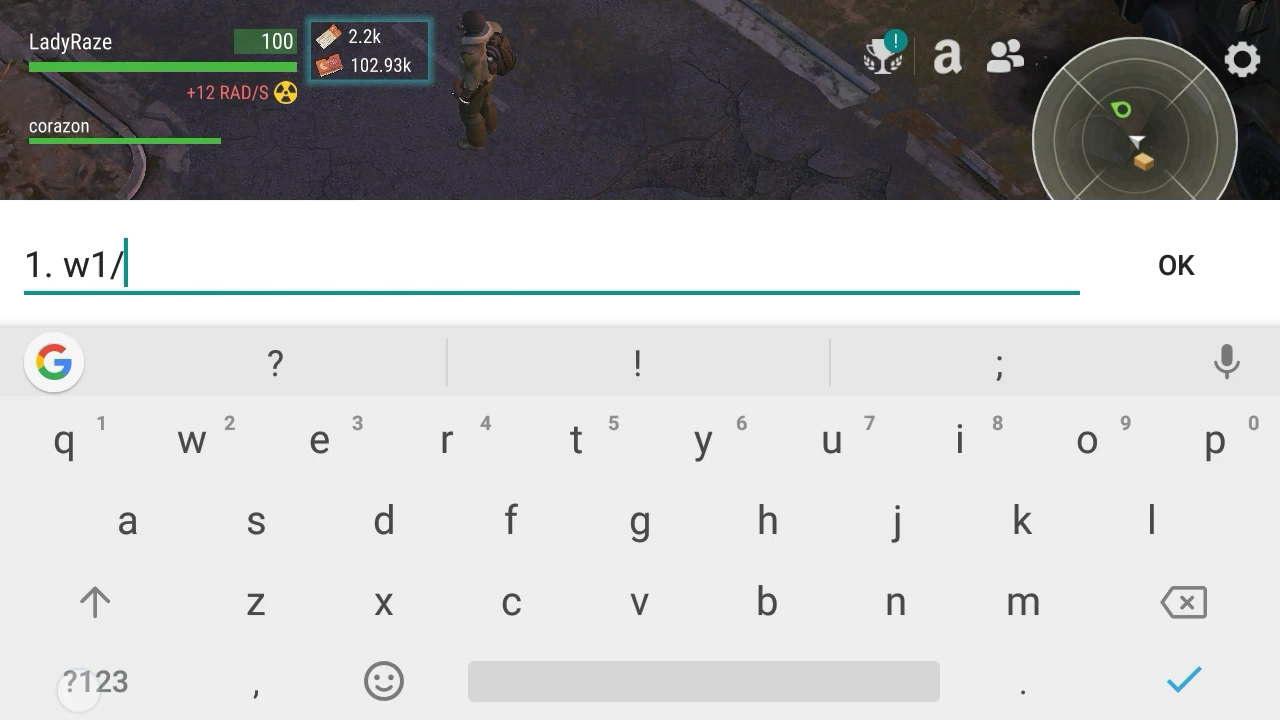 LadyRaze 100
2.2k
102.93k
+12 RAD/S
corazon
!
a
1. w1/
OK
G ? ! ;
q 1 w 2 e 3 r 4 t 5 y 6 u 7 i 8 o 9 p 0
a s d f g h j k l
z x c v b n m
?123 , .